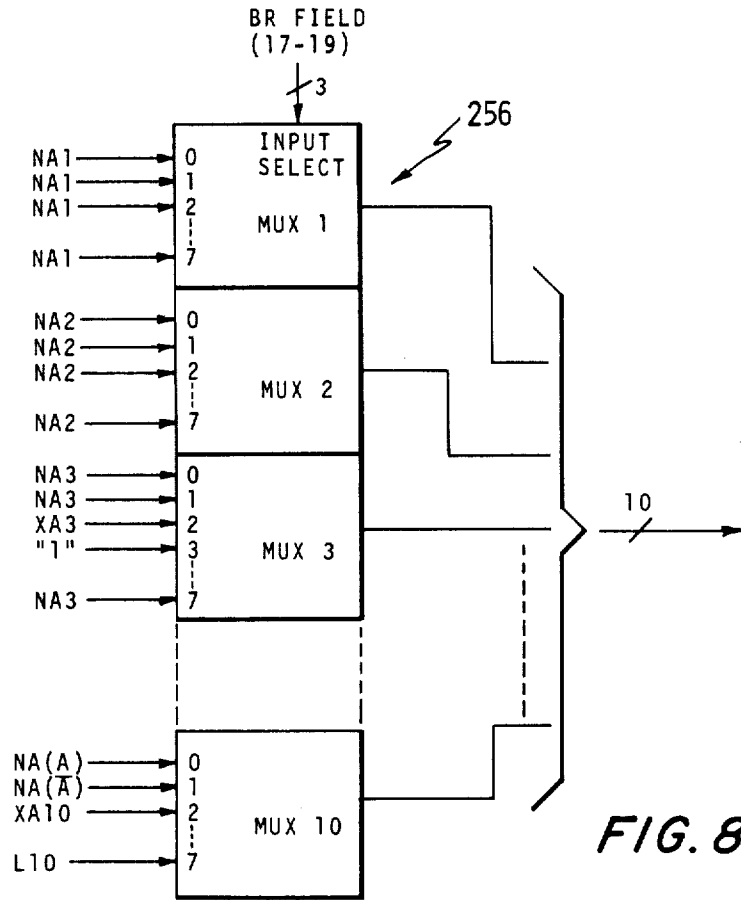 BR FIELD
(17-19)
3
256
INPUT
SELECT
MUX 1
NA1 0
NA1 1
NA1 2
NA1 7
MUX 2
NA2 0
NA2 1
NA2 2
NA2 7
MUX 3
NA3 0
NA3 1
XA3 2
"1" 3
NA3 7
10
MUX 10
NA(A) 0
NA(A̅) 1
XA10 2
L10 7
FIG. 8